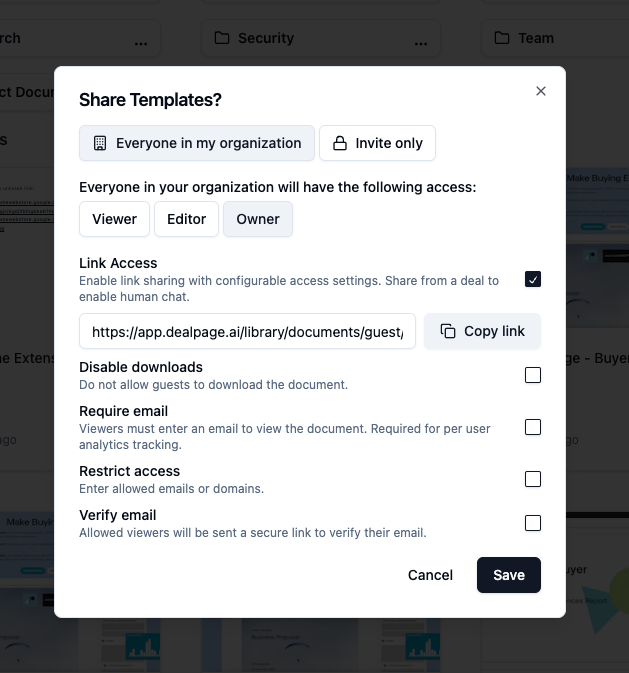 rch
...
Security
...
Team
ct Docur
Share Templates?
Everyone in my organization
Invite only
Everyone in your organization will have the following access:
Viewer
Editor
Owner
Link Access
Enable link sharing with configurable access settings. Share from a deal to
enable human chat.
https://app.dealpage.ai/library/documents/guest/
Copy link
Disable downloads
Do not allow guests to download the document.
Require email
Viewers must enter an email to view the document. Required for per user
analytics tracking.
Restrict access
Enter allowed emails or domains.
Verify email
Allowed viewers will be sent a secure link to verify their email.
Cancel
Save
s
Make Buying E
ne Extens
ge - Buyer
ago
go
Make Buyin
uyer